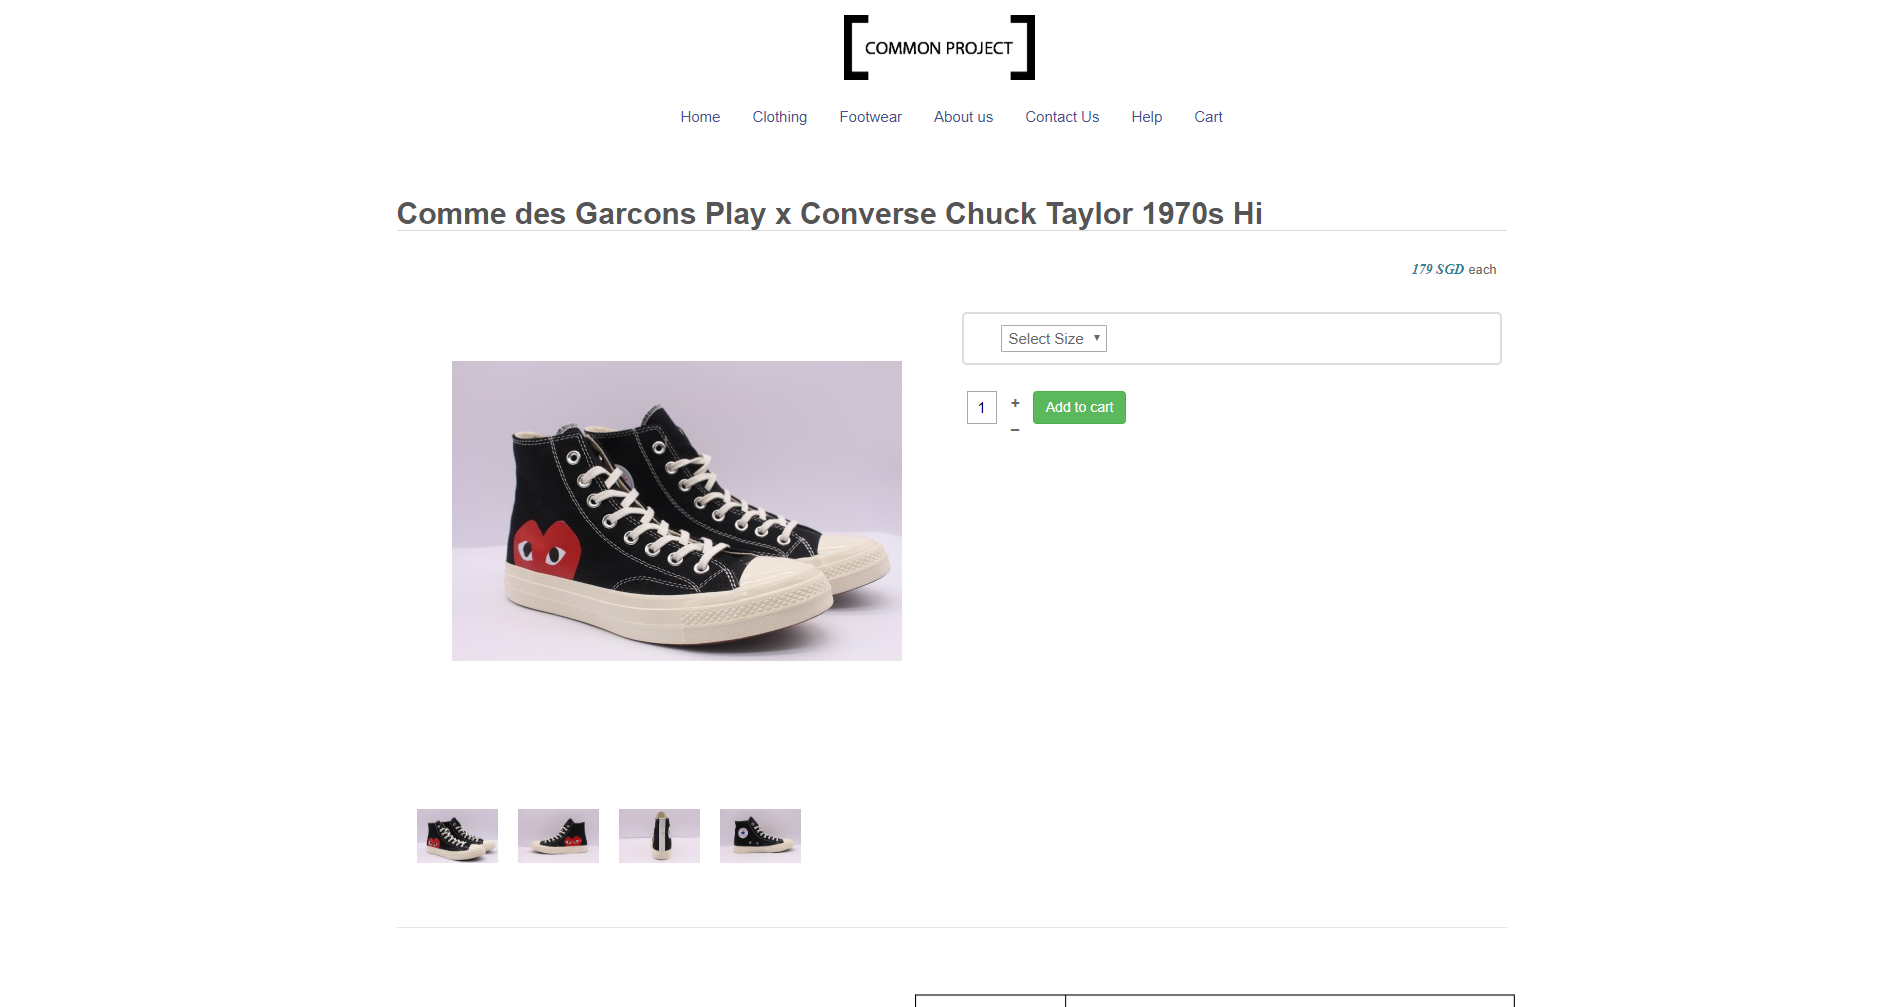 COMMON PROJECT
Home Clothing Footwear About us Contact Us Help Cart
Comme des Garcons Play x Converse Chuck Taylor 1970s Hi
179 SGD each
Select Size
1 + Add to cart
–